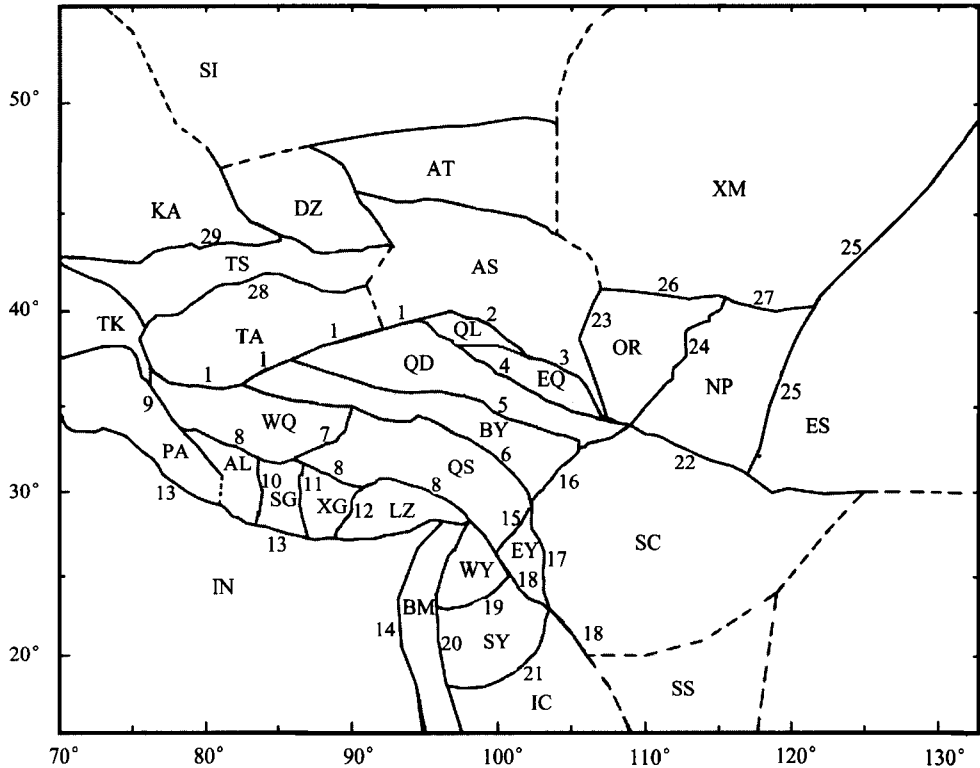 SI
50°
AT
XM
KA
DZ
29
25
TS
AS
28
26
27
40°
1
2
TK
TA
1
QL
23
OR
24
1
QD
3
4
EQ
NP
1
9
5
25
WQ
7
BY
ES
8
PA
6
22
AL
8
QS
16
13
10
11
8
30°
SG
XG
12
LZ
15
13
EY
17
SC
IN
WY
18
BM
19
14
20
SY
18
20°
21
IC
SS
70°
80°
90°
100°
110°
120°
130°